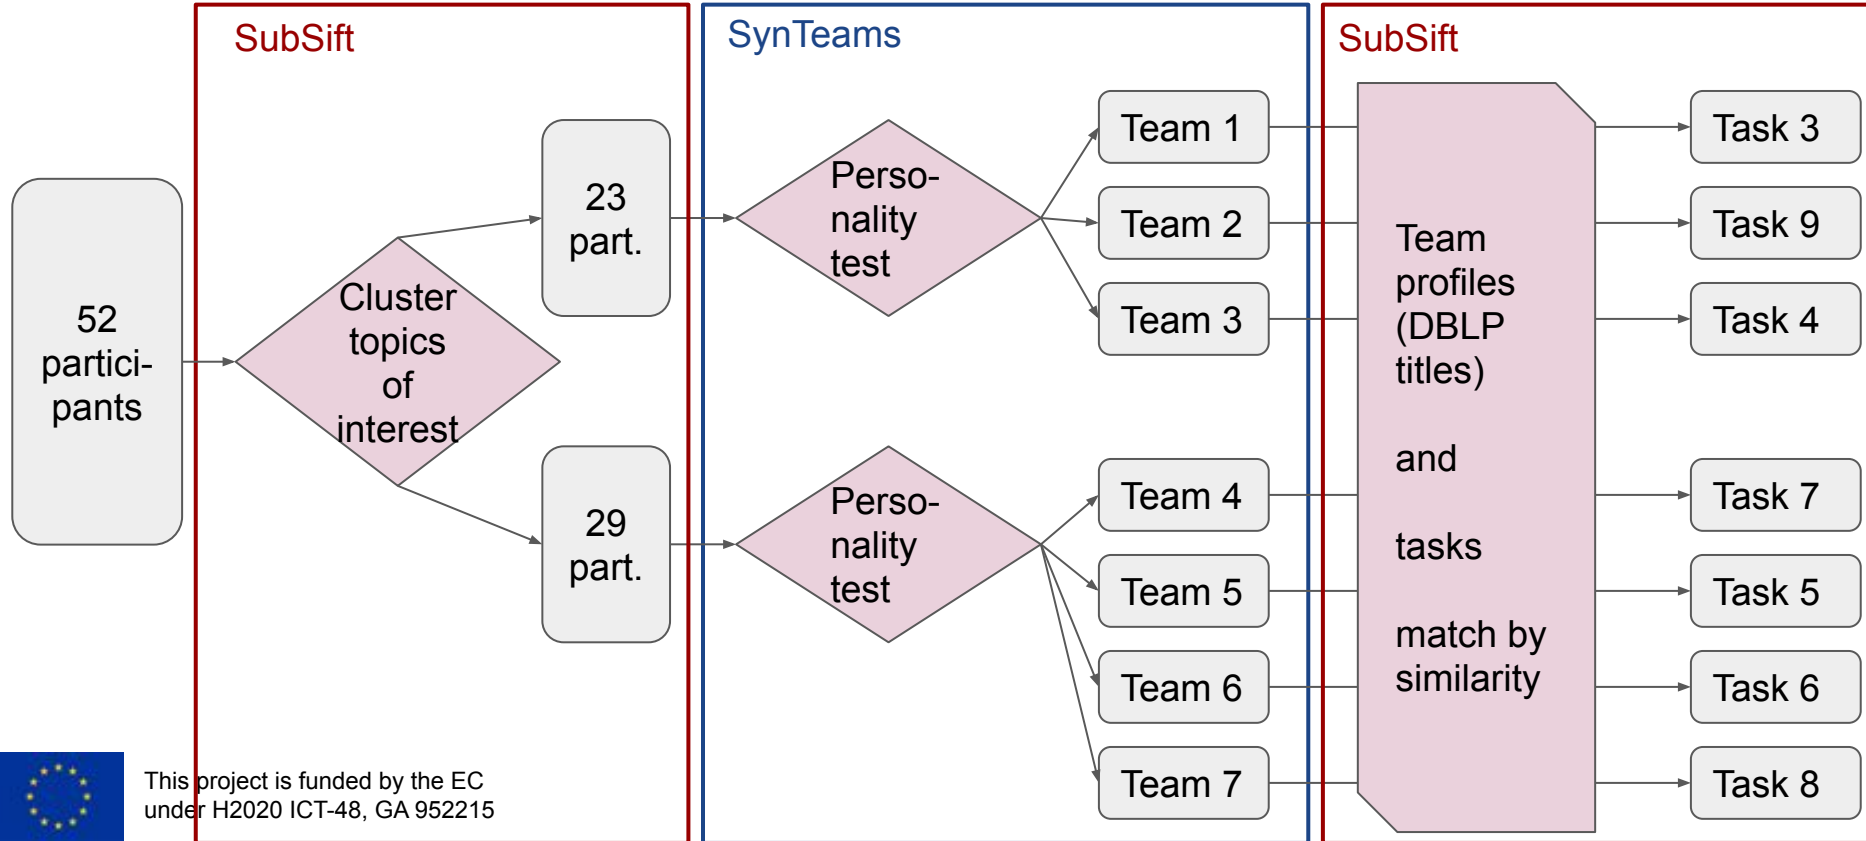 SubSift
SynTeams
SubSift
52
partici-
pants
Cluster
topics
of
interest
23
part.
29
part.
Perso-
nality
test
Perso-
nality
test
Team 1
Team 2
Team 3
Team 4
Team 5
Team 6
Team 7
Team
profiles
(DBLP
titles)
and
tasks
match by
similarity
Task 3
Task 9
Task 4
Task 7
Task 5
Task 6
Task 8
This project is funded by the EC
under H2020 ICT-48, GA 952215